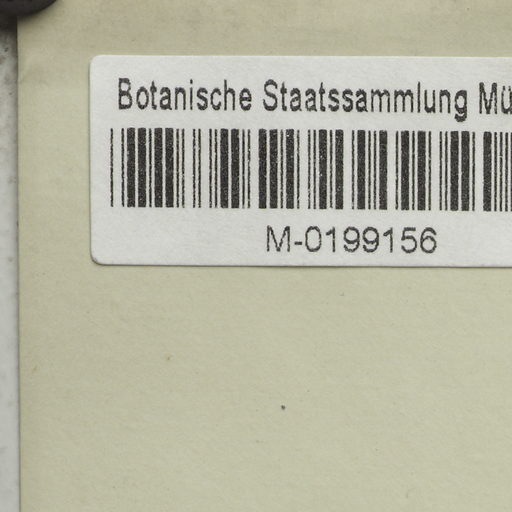 Botanische Staatssammlung Mü
M-0199156